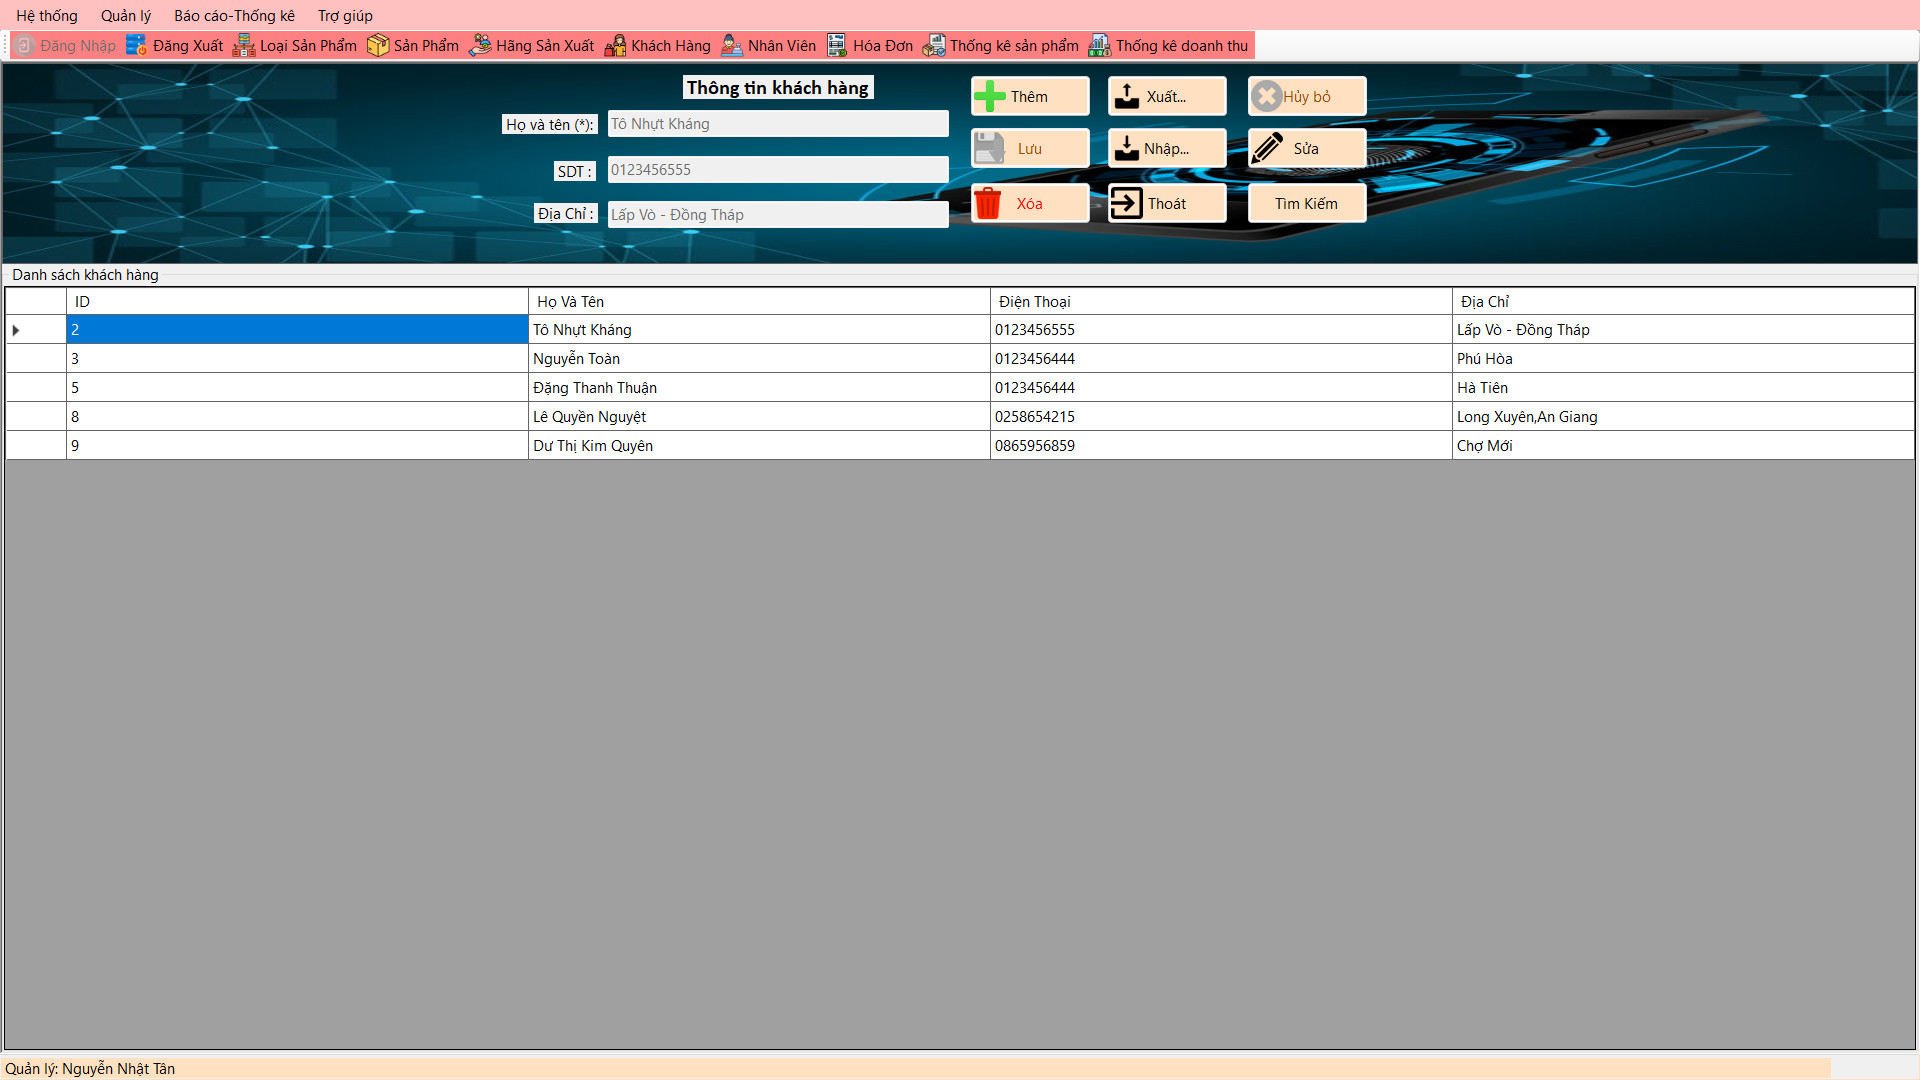 Hệ thống Quản lý Báo cáo-Thống kê Trợ giúp
Đăng Nhập Đăng Xuất Loại Sản Phẩm Sản Phẩm Hãng Sản Xuất Khách Hàng Nhân Viên Hóa Đơn Thống kê sản phẩm Thống kê doanh thu
Thông tin khách hàng
Họ và tên (*): Tô Nhựt Kháng
SDT : 0123456555
Địa Chỉ : Lấp Vò - Đồng Tháp
Thêm Xuất... Hủy bỏ
Lưu Nhập... Sửa
Xóa Thoát Tìm Kiếm
Danh sách khách hàng
ID Họ Và Tên Điện Thoại Địa Chỉ
2 Tô Nhựt Kháng 0123456555 Lấp Vò - Đồng Tháp
3 Nguyễn Toàn 0123456444 Phú Hòa
5 Đặng Thanh Thuận 0123456444 Hà Tiên
8 Lê Quyền Nguyệt 0258654215 Long Xuyên,An Giang
9 Dư Thị Kim Quyên 0865956859 Chợ Mới
Quản lý: Nguyễn Nhật Tân